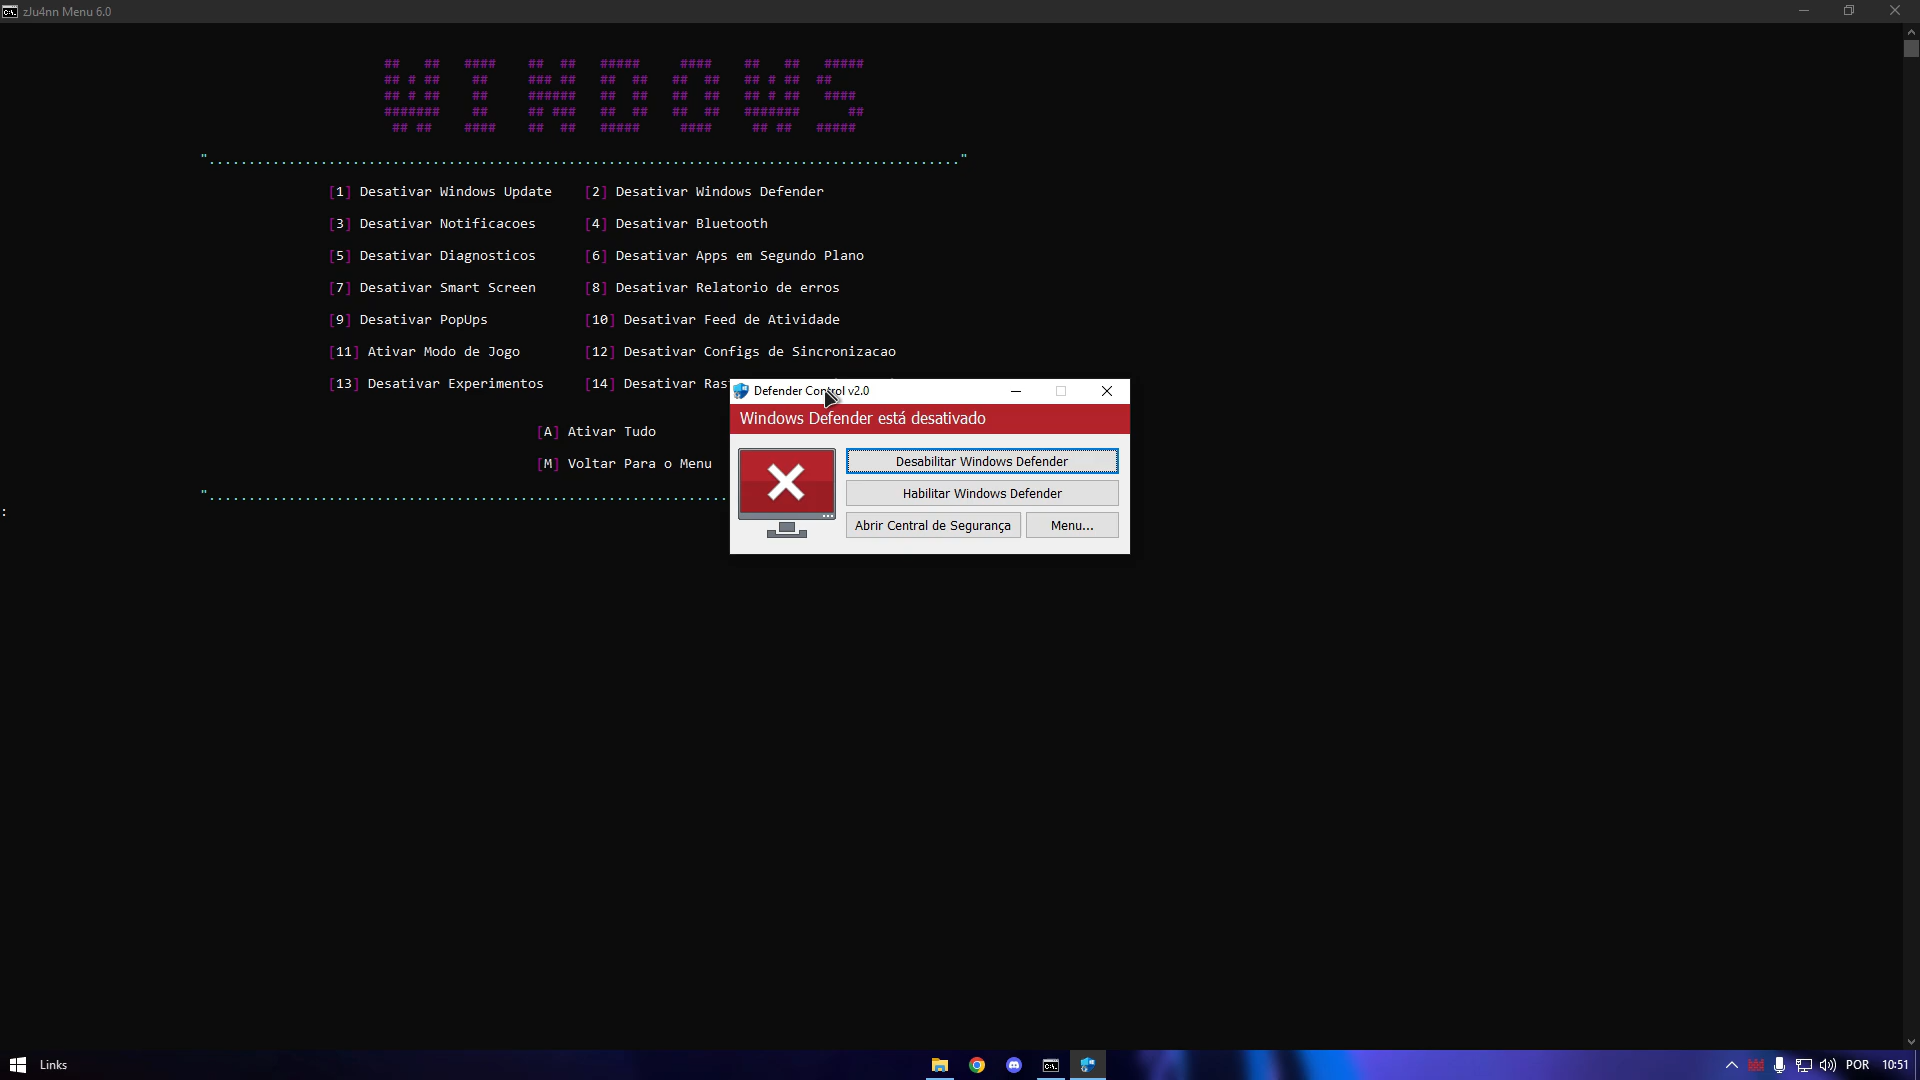 zJu4nn Menu 6.0
WINDOWS
[1] Desativar Windows Update [2] Desativar Windows Defender
[3] Desativar Notificacoes [4] Desativar Bluetooth
[5] Desativar Diagnosticos [6] Desativar Apps em Segundo Plano
[7] Desativar Smart Screen [8] Desativar Relatorio de erros
[9] Desativar PopUps [10] Desativar Feed de Atividade
[11] Ativar Modo de Jogo [12] Desativar Configs de Sincronizacao
[13] Desativar Experimentos [14] Desativar Ras
[A] Ativar Tudo
[M] Voltar Para o Menu
:
Defender Control v2.0
Windows Defender está desativado
Desabilitar Windows Defender
Habilitar Windows Defender
Abrir Central de Segurança Menu...
Links POR 10:51